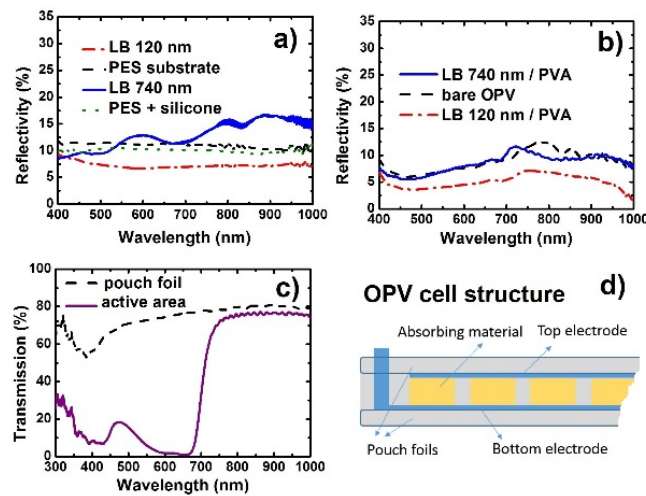 a)
35
30
25
20
15
10
5
0
Reflectivity (%)
LB 120 nm
PES substrate
LB 740 nm
PES + silicone
400 500 600 700 800 900 1000
Wavelength (nm)
b)
35
30
25
20
15
10
5
0
Reflectivity (%)
LB 740 nm / PVA
bare OPV
LB 120 nm / PVA
400 500 600 700 800 900 1000
Wavelength (nm)
c)
80
60
40
20
0
Transmission (%)
pouch foil
active area
300 400 500 600 700 800 900 1000
Wavelength (nm)
d)
OPV cell structure
Absorbing material
Top electrode
Pouch foils
Bottom electrode